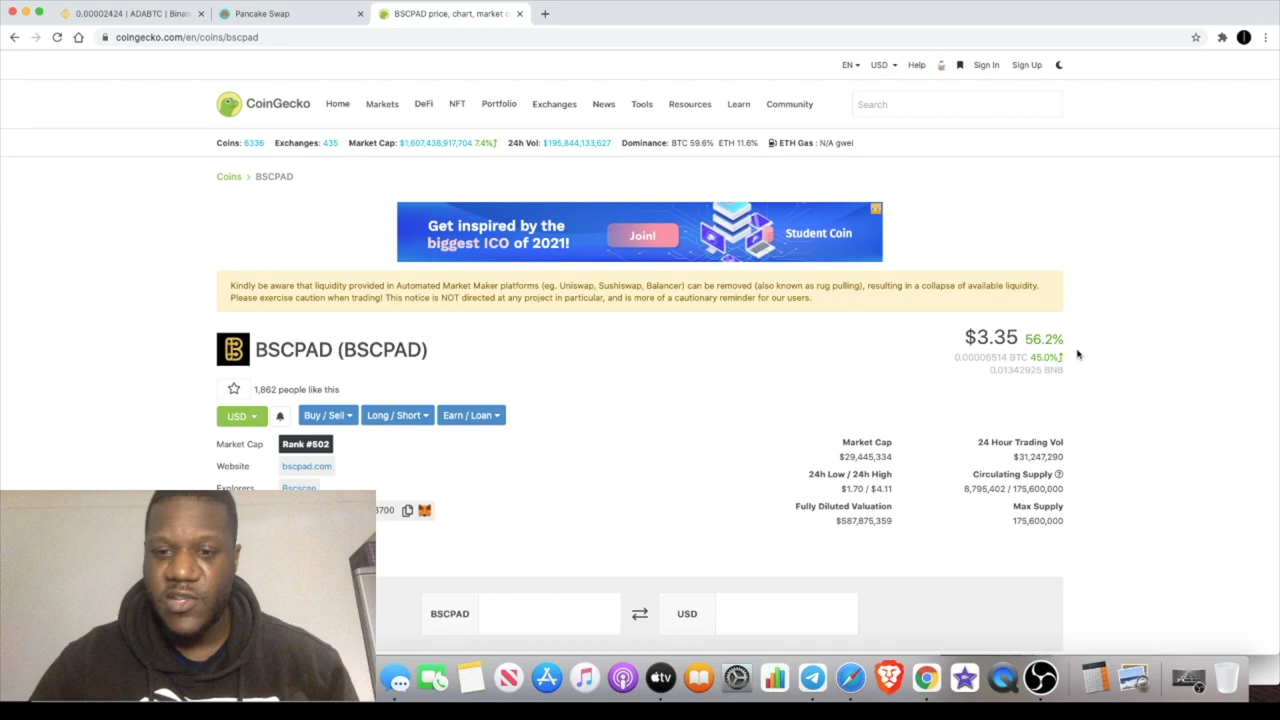 0.00002424 | ADABTC | Binan
Pancake Swap
BSCPAD price, chart, market c
coingecko.com/en/coins/bscpad
EN USD Help Sign In Sign Up
CoinGecko Home Markets DeFi NFT Portfolio Exchanges News Tools Resources Learn Community Search
Coins: 6336 Exchanges: 435 Market Cap: $1,607,438,917,704 7.4% 24h Vol: $195,844,133,627 Dominance: BTC 59.6% ETH 11.6% ETH Gas : N/A gwei
Coins > BSCPAD
Get inspired by the
biggest ICO of 2021!
Join!
Student Coin
Kindly be aware that liquidity provided in Automated Market Maker platforms (eg. Uniswap, Sushiswap, Balancer) can be removed (also known as rug pulling), resulting in a collapse of available liquidity.
Please exercise caution when trading! This notice is NOT directed at any project in particular, and is more of a cautionary reminder for our users.
BSCPAD (BSCPAD)
$3.35 56.2%
0.00006514 BTC 45.0%
0.01342925 BNB
1,862 people like this
USD Buy / Sell Long / Short Earn / Loan
Market Cap Rank #502
Website bscpad.com
Explorers Bscscan
6700
Market Cap
$29,445,334
24 Hour Trading Vol
$31,247,290
24h Low / 24h High
$1.70 / $4.11
Circulating Supply
8,795,402 / 175,600,000
Fully Diluted Valuation
$587,875,359
Max Supply
175,600,000
BSCPAD
USD
tv